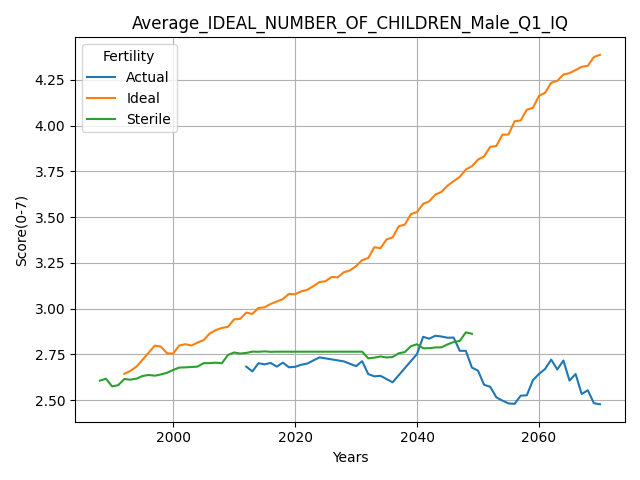 Average_IDEAL_NUMBER_OF_CHILDREN_Male_Q1_IQ
Fertility
Actual
Ideal
Sterile
Score(0-7)
4.25
4.00
3.75
3.50
3.25
3.00
2.75
2.50
2000
2020
2040
2060
Years